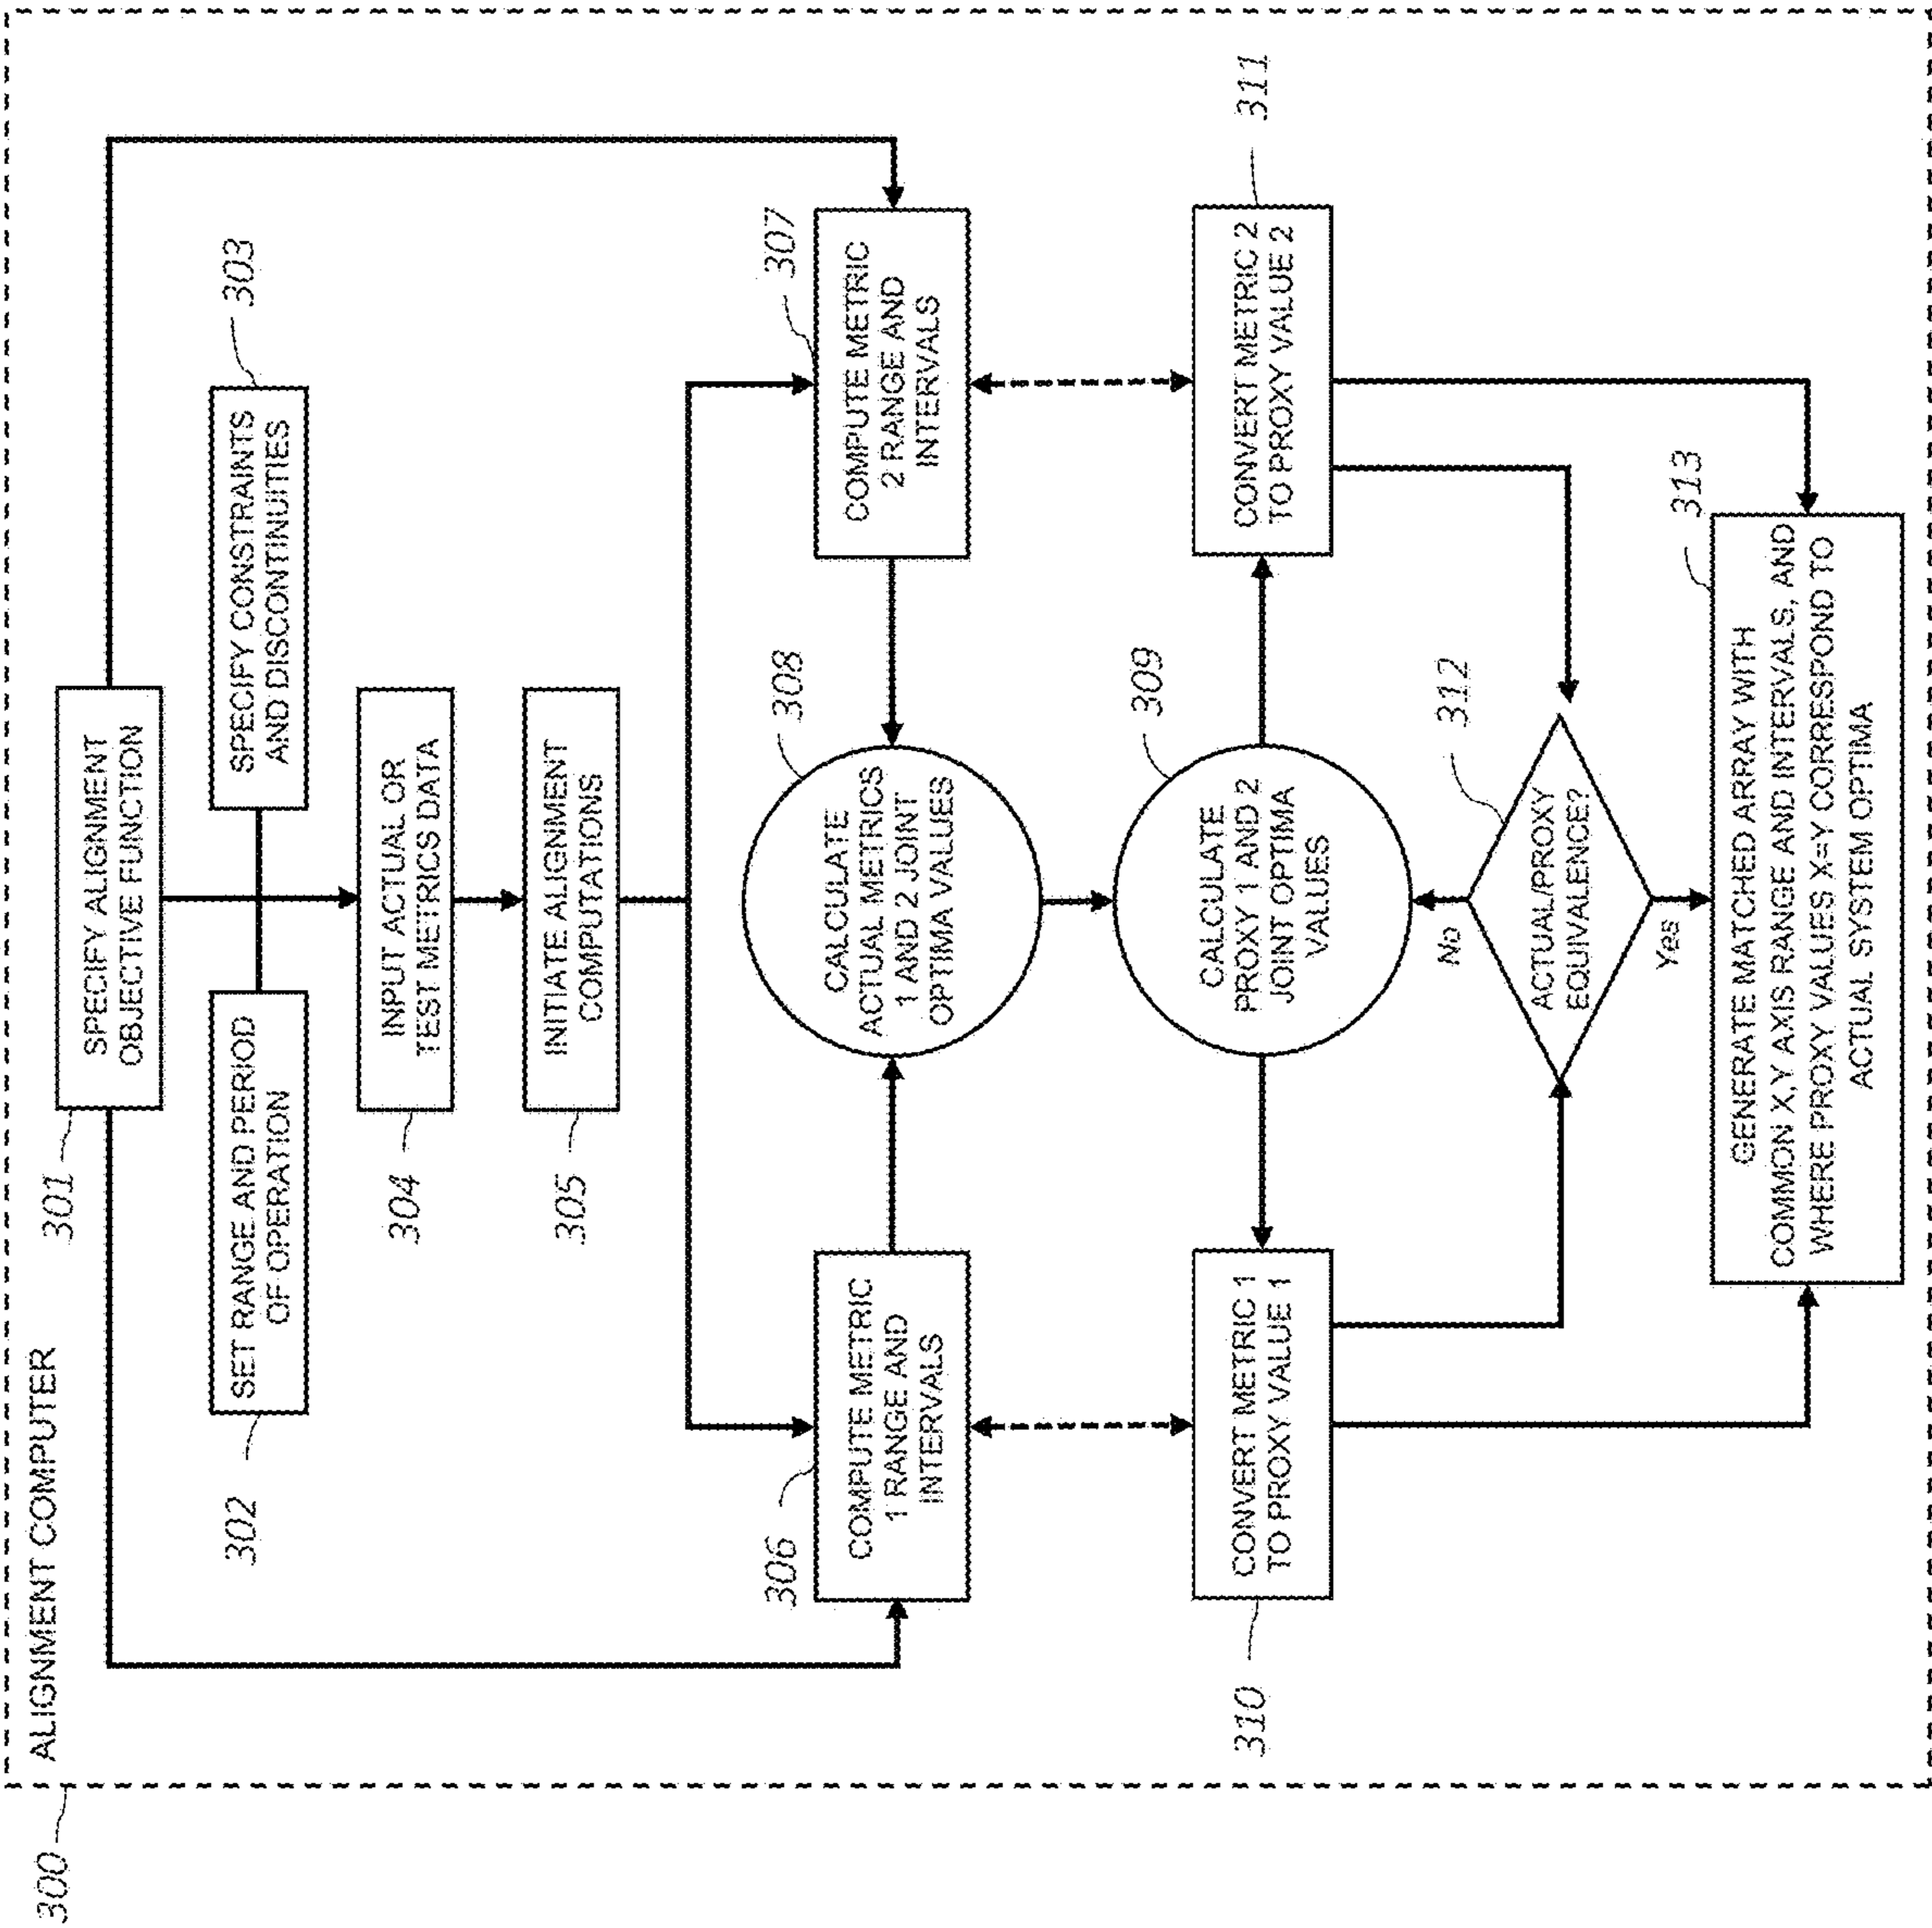 300
ALIGNMENT COMPUTER
301
SPECIFY ALIGNMENT
OBJECTIVE FUNCTION
302
SET RANGE AND PERIOD
OF OPERATION
303
SPECIFY CONSTRAINTS
AND DISCONTINUITIES
304
INPUT ACTUAL OR
TEST METRICS DATA
305
INITIATE ALIGNMENT
COMPUTATIONS
306
COMPUTE METRIC
1 RANGE AND
INTERVALS
308
CALCULATE
ACTUAL METRICS
1 AND 2 JOINT
OPTIMA VALUES
307
COMPUTE METRIC
2 RANGE AND
INTERVALS
310
CONVERT METRIC 1
TO PROXY VALUE 1
309
CALCULATE
PROXY 1 AND 2
JOINT OPTIMA
VALUES
311
CONVERT METRIC 2
TO PROXY VALUE 2
No
312
ACTUAL/PROXY
EQUIVALENCE?
Yes
313
GENERATE MATCHED ARRAY WITH
COMMON X,Y AXIS RANGE AND INTERVALS, AND
WHERE PROXY VALUES X=Y CORRESPOND TO
ACTUAL SYSTEM OPTIMA